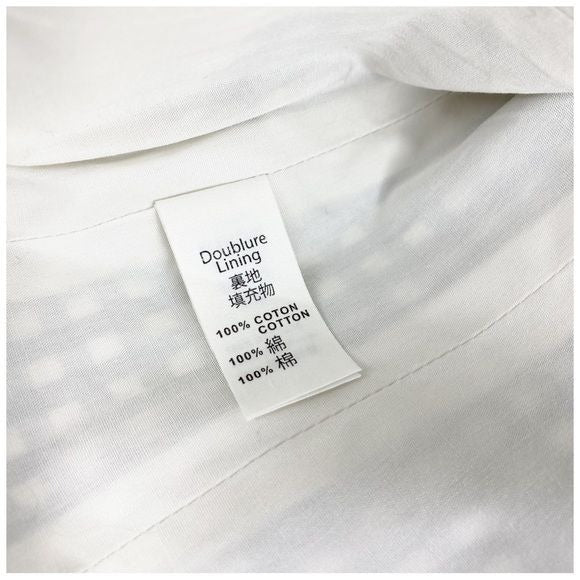 Doublure
Lining
裏地
填充物
100% COTON
COTTON
100% 綿
100% 棉